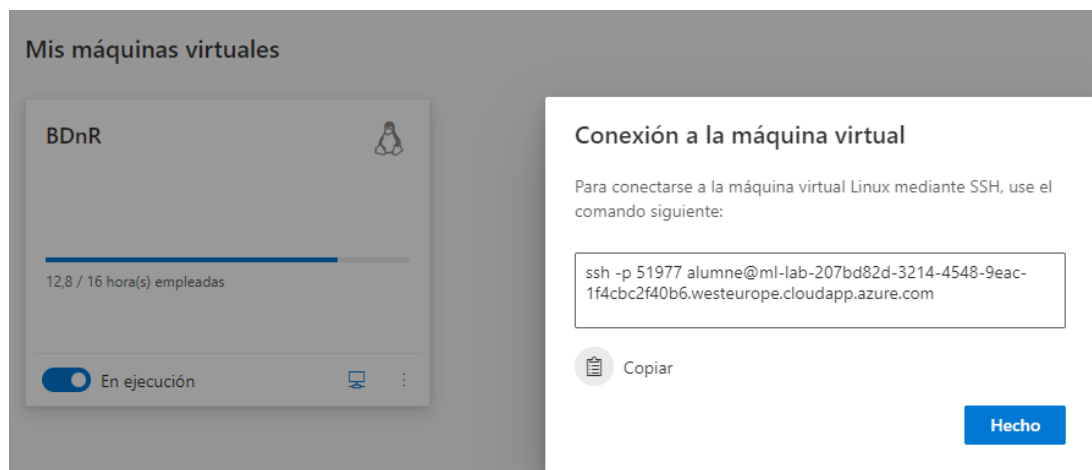 Mis máquinas virtuales
BDnR
12,8 / 16 hora(s) empleadas
En ejecución
Conexión a la máquina virtual
Para conectarse a la máquina virtual Linux mediante SSH, use el
comando siguiente:
ssh -p 51977 alumne@ml-lab-207bd82d-3214-4548-9eac-
1f4cbc2f40b6.westeurope.cloudapp.azure.com
Copiar
Hecho